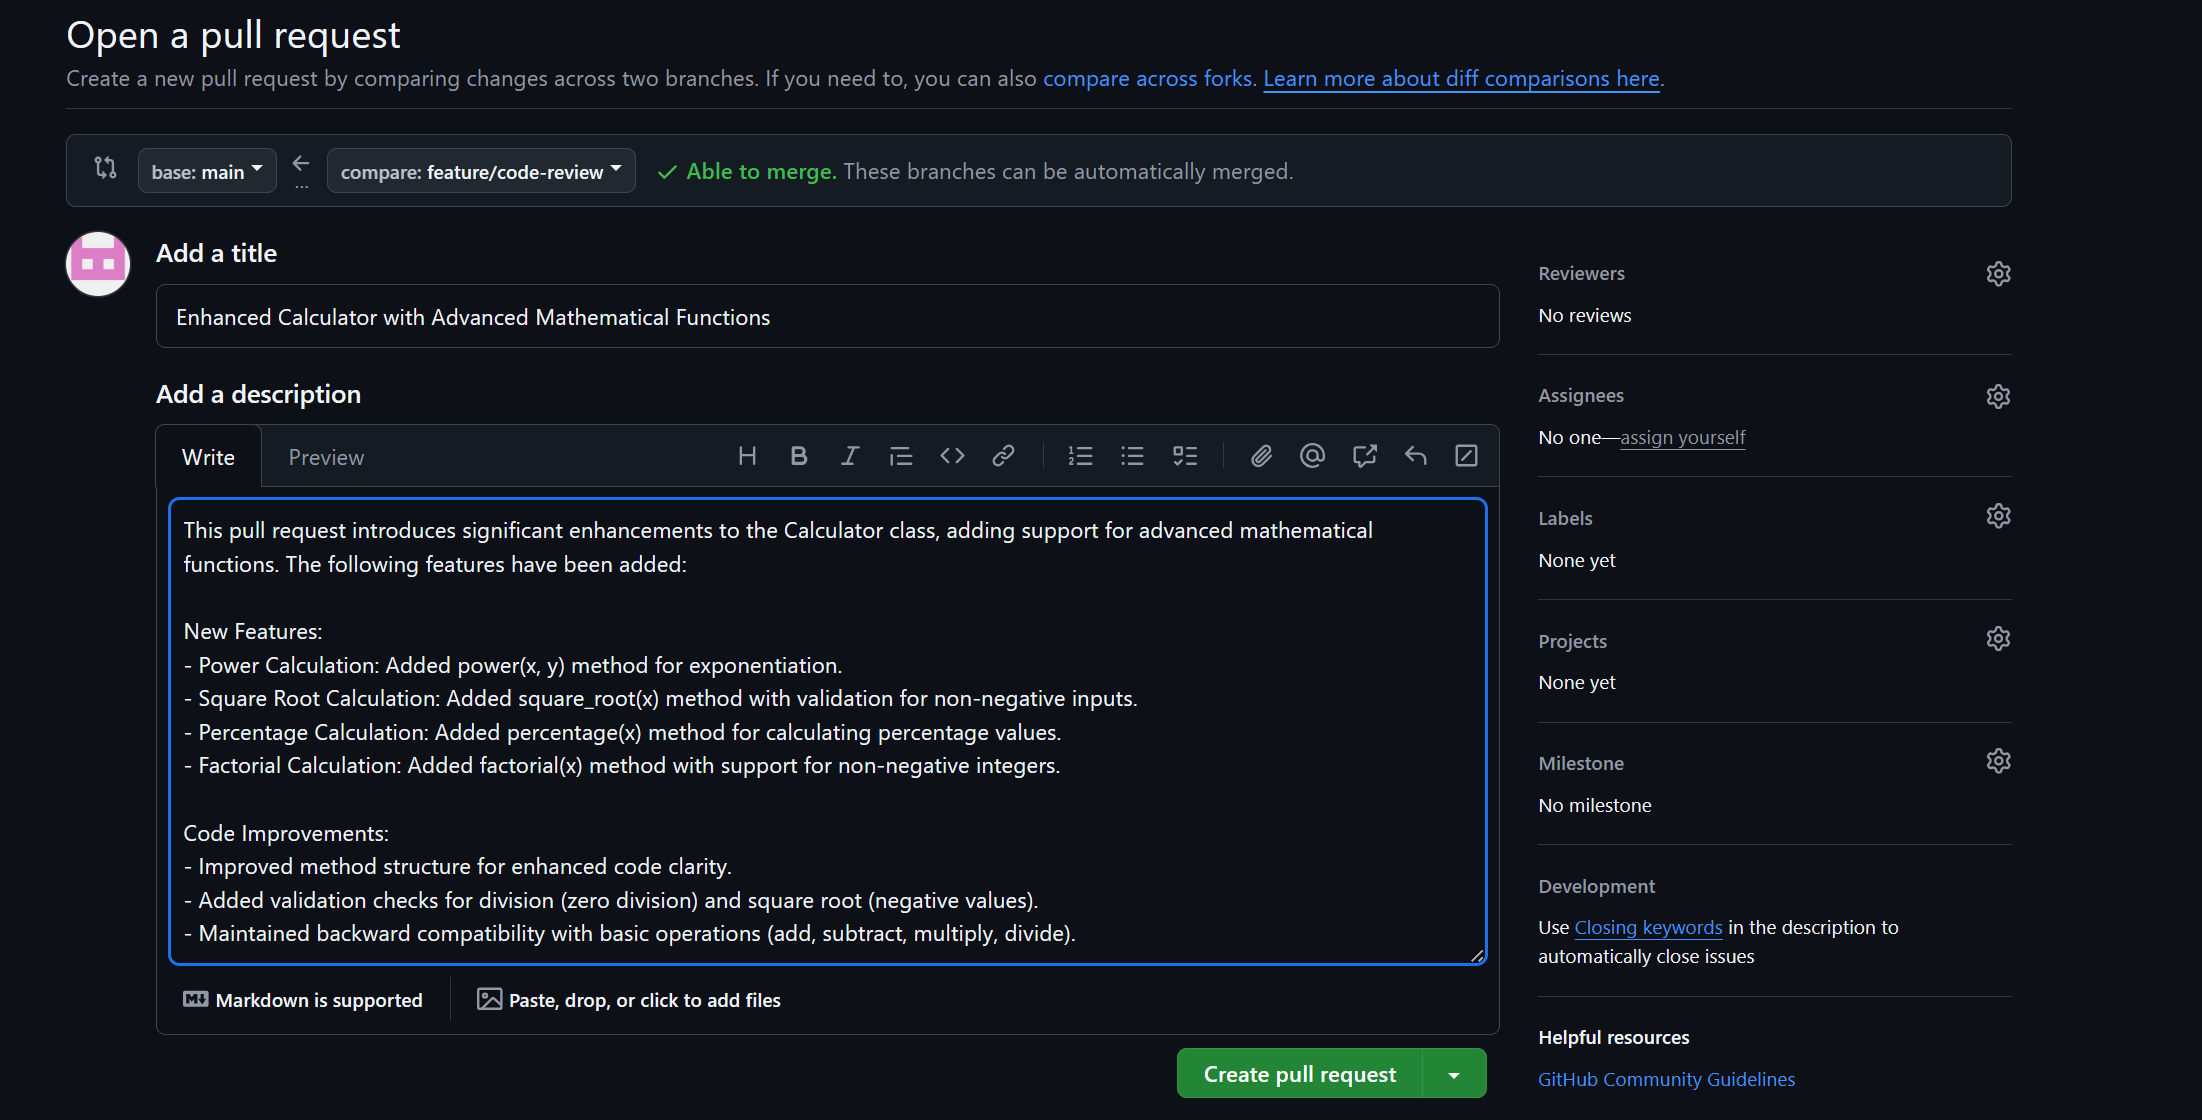 Open a pull request
Create a new pull request by comparing changes across two branches. If you need to, you can also compare across forks. Learn more about diff comparisons here.
base: main
...
compare: feature/code-review
Able to merge. These branches can be automatically merged.
Add a title
Enhanced Calculator with Advanced Mathematical Functions
Add a description
Write
Preview
This pull request introduces significant enhancements to the Calculator class, adding support for advanced mathematical
functions. The following features have been added:
New Features:
- Power Calculation: Added power(x, y) method for exponentiation.
- Square Root Calculation: Added square_root(x) method with validation for non-negative inputs.
- Percentage Calculation: Added percentage(x) method for calculating percentage values.
- Factorial Calculation: Added factorial(x) method with support for non-negative integers.
Code Improvements:
- Improved method structure for enhanced code clarity.
- Added validation checks for division (zero division) and square root (negative values).
- Maintained backward compatibility with basic operations (add, subtract, multiply, divide).
Markdown is supported
Paste, drop, or click to add files
Create pull request
Reviewers
No reviews
Assignees
No one—assign yourself
Labels
None yet
Projects
None yet
Milestone
No milestone
Development
Use Closing keywords in the description to
automatically close issues
Helpful resources
GitHub Community Guidelines